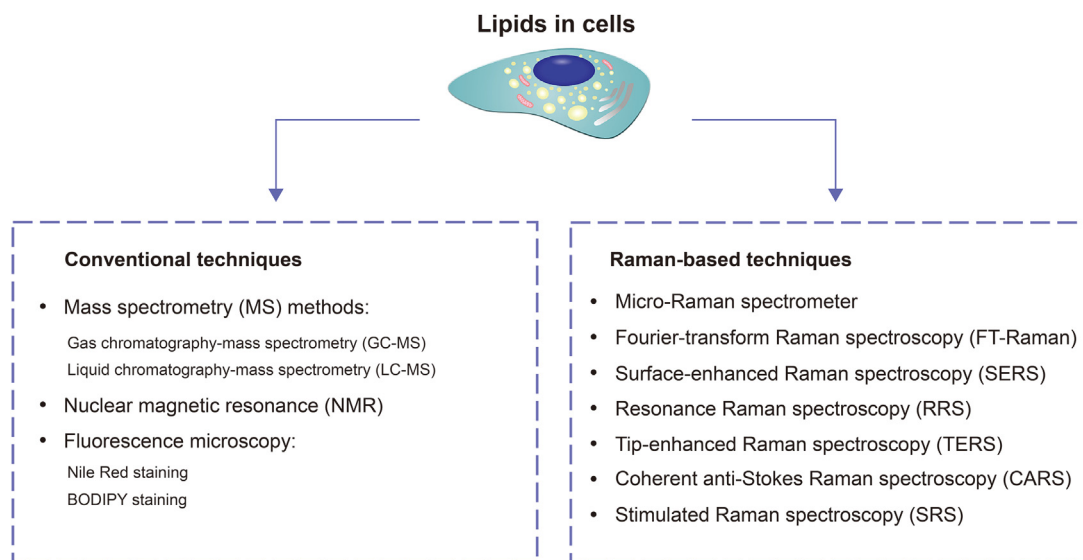 Lipids in cells
Conventional techniques
• Mass spectrometry (MS) methods:
Gas chromatography-mass spectrometry (GC-MS)
Liquid chromatography-mass spectrometry (LC-MS)
• Nuclear magnetic resonance (NMR)
• Fluorescence microscopy:
Nile Red staining
BODIPY staining
Raman-based techniques
• Micro-Raman spectrometer
• Fourier-transform Raman spectroscopy (FT-Raman)
• Surface-enhanced Raman spectroscopy (SERS)
• Resonance Raman spectroscopy (RRS)
• Tip-enhanced Raman spectroscopy (TERS)
• Coherent anti-Stokes Raman spectroscopy (CARS)
• Stimulated Raman spectroscopy (SRS)